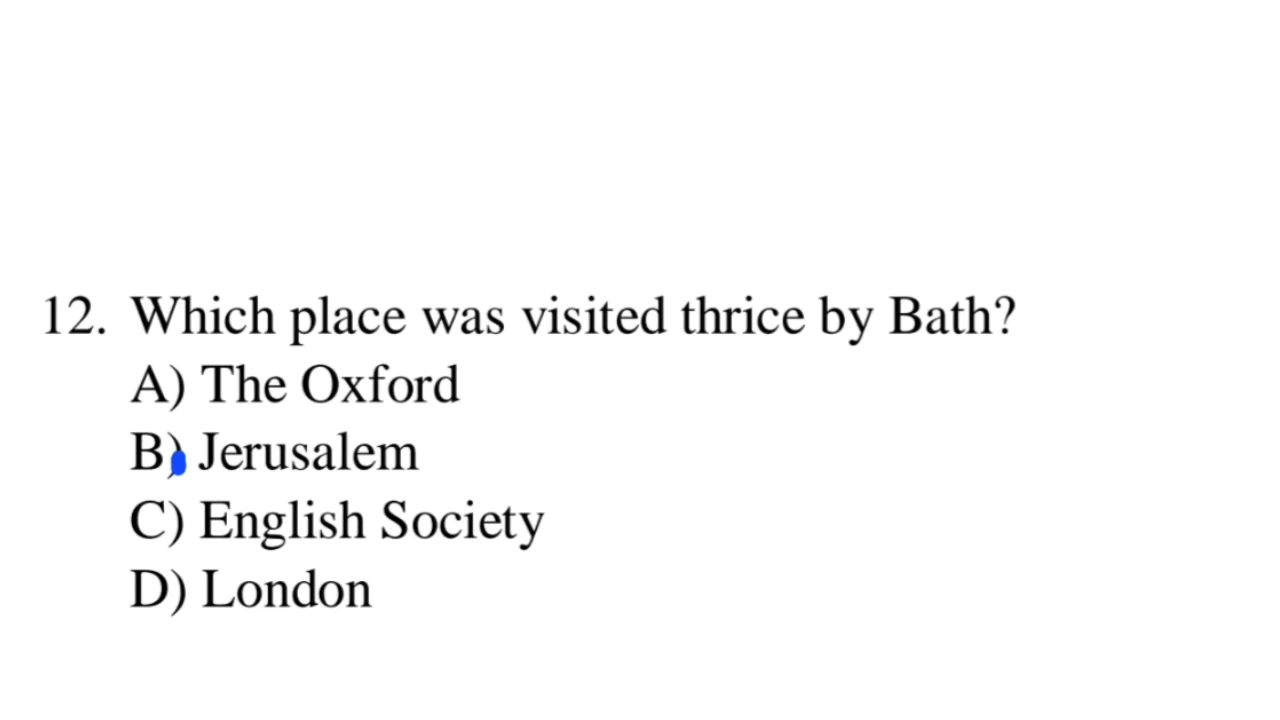 12. Which place was visited thrice by Bath?
A) The Oxford
B) Jerusalem
C) English Society
D) London